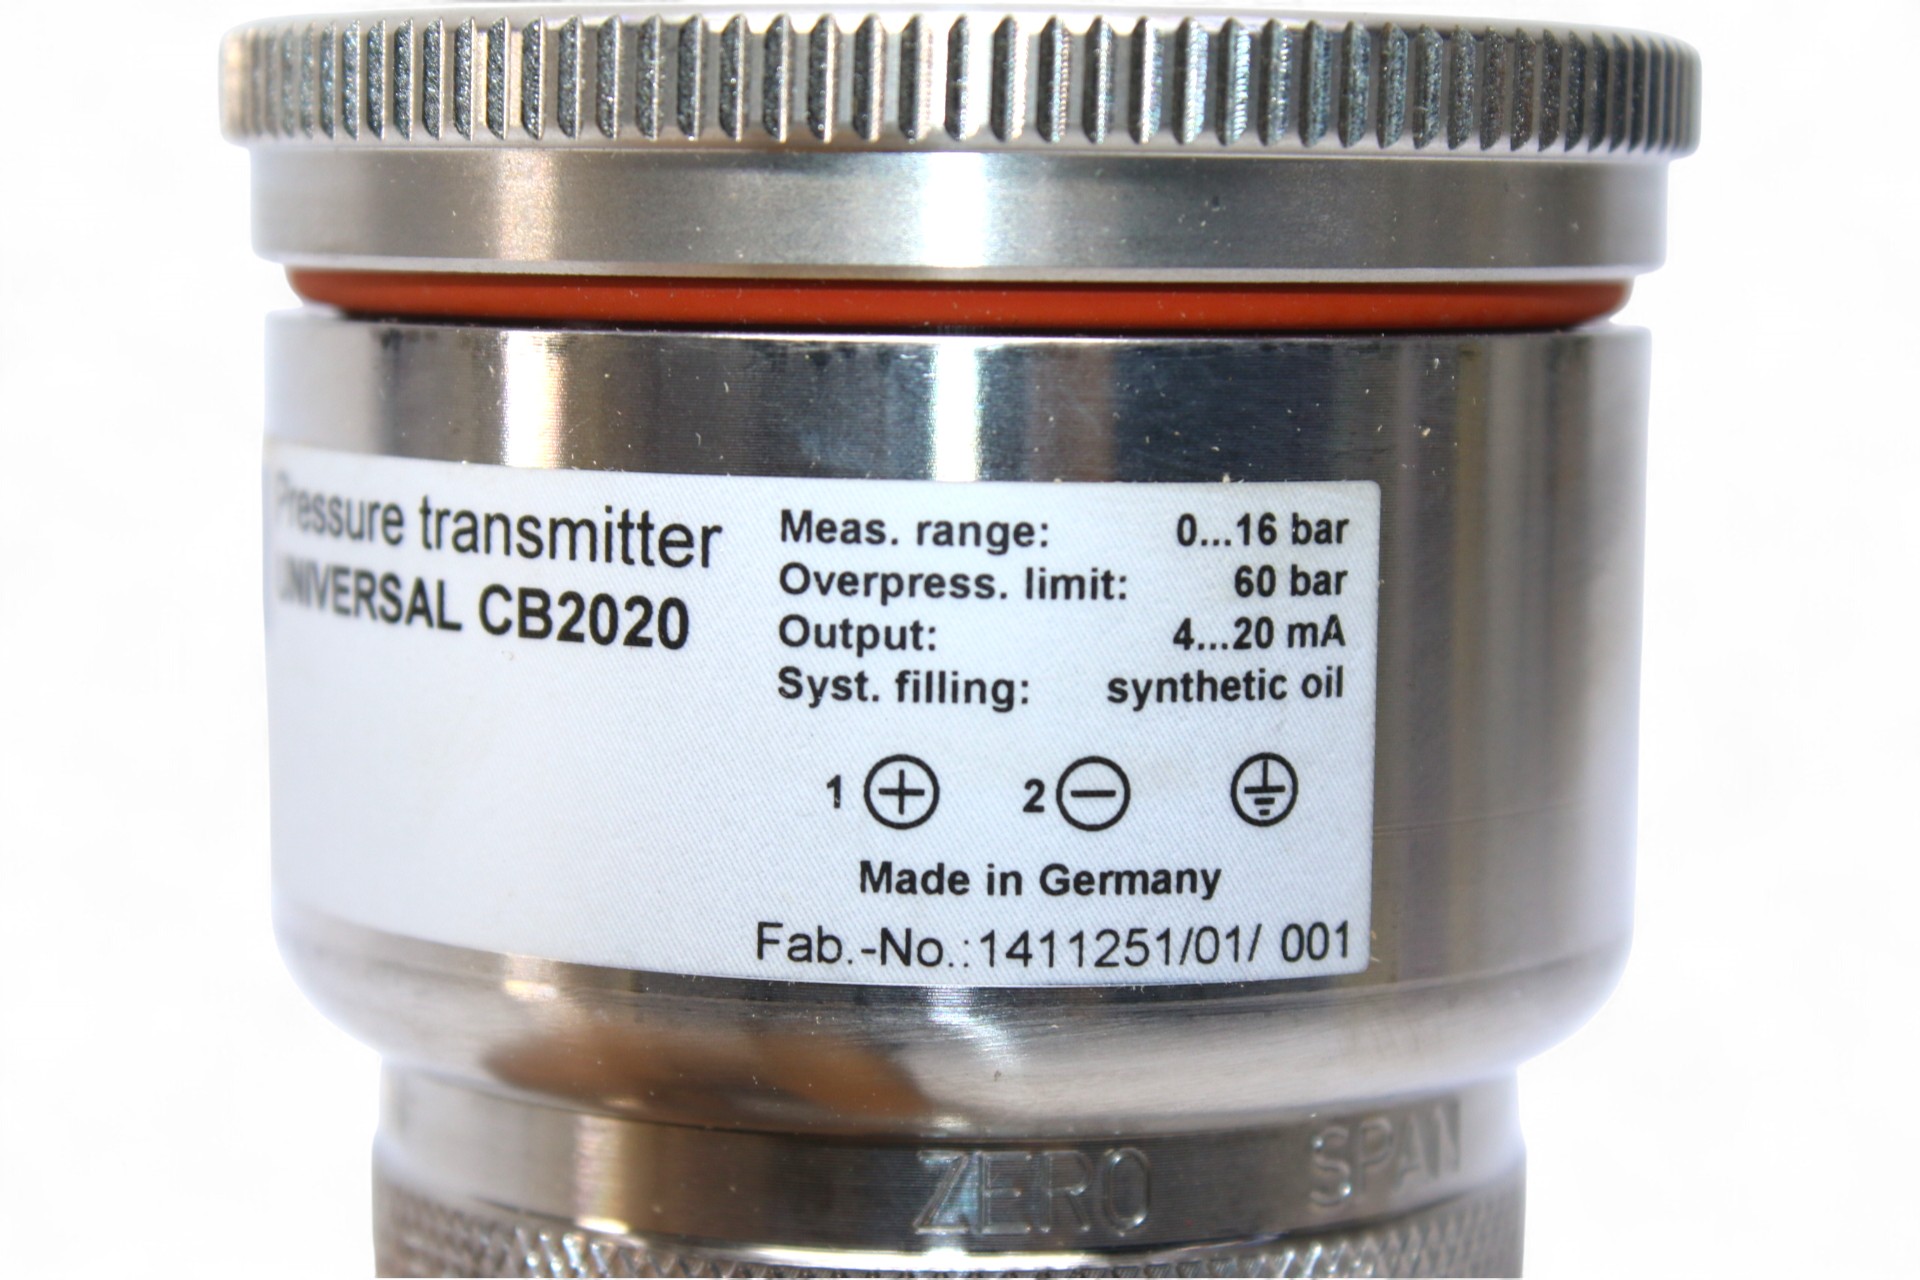 Pressure transmitter
UNIVERSAL CB2020
Meas. range: 0...16 bar
Overpress. limit: 60 bar
Output: 4...20 mA
Syst. filling: synthetic oil
1 2
Made in Germany
Fab.-No.:1411251/01/ 001
ZERO SPAN